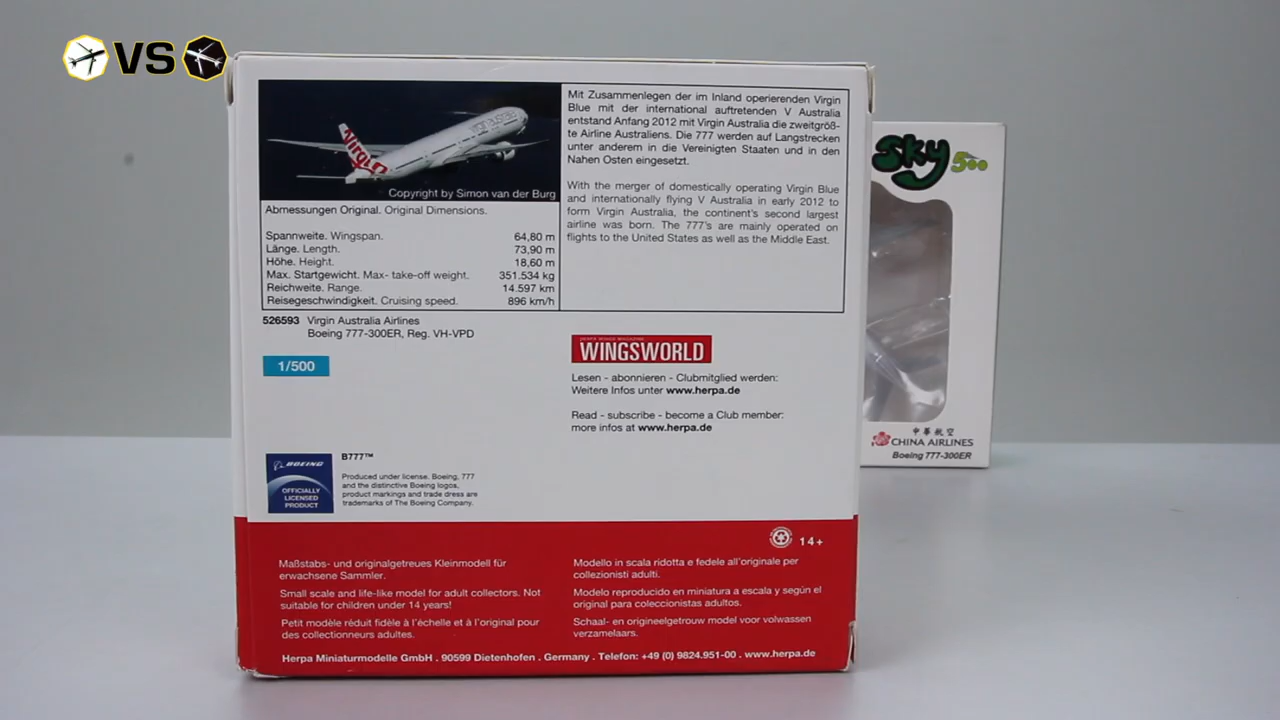 VS
Virgin
virgin australia
Copyright by Simon van der Burg
Abmessungen Original. Original Dimensions.
Spannweite. Wingspan. 64,80 m
Länge. Length. 73,90 m
Höhe. Height. 18,60 m
Max. Startgewicht. Max- take-off weight. 351.534 kg
Reichweite. Range. 14.597 km
Reisegeschwindigkeit. Cruising speed. 896 km/h
Mit Zusammenlegen der im Inland operierenden Virgin
Blue mit der international auftretenden V Australia
entstand Anfang 2012 mit Virgin Australia die zweitgröß-
te Airline Australiens. Die 777 werden auf Langstrecken
unter anderem in die Vereinigten Staaten und in den
Nahen Osten eingesetzt.
With the merger of domestically operating Virgin Blue
and internationally flying V Australia in early 2012 to
form Virgin Australia, the continent's second largest
airline was born. The 777's are mainly operated on
flights to the United States as well as the Middle East.
526593 Virgin Australia Airlines
Boeing 777-300ER, Reg. VH-VPD
1/500
HERPA WINGS MAGAZINE
WINGSWORLD
Lesen - abonnieren - Clubmitglied werden:
Weitere Infos unter www.herpa.de
Read - subscribe - become a Club member:
more infos at www.herpa.de
BOEING
OFFICIALLY
LICENSED
PRODUCT
B777™
Produced under license. Boeing, 777
and the distinctive Boeing logos,
product markings and trade dress are
trademarks of The Boeing Company.
14+
Maßstabs- und originalgetreues Kleinmodell für
erwachsene Sammler.
Small scale and life-like model for adult collectors. Not
suitable for children under 14 years!
Petit modèle réduit fidèle à l'échelle et à l'original pour
des collectionneurs adultes.
Modello in scala ridotta e fedele all'originale per
collezionisti adulti.
Modelo reproducido en miniatura a escala y según el
original para coleccionistas adultos.
Schaal- en origineelgetrouw model voor volwassen
verzamelaars.
Herpa Miniaturmodelle GmbH . 90599 Dietenhofen . Germany . Telefon: +49 (0) 9824.951-00 . www.herpa.de
Sky 500
中華航空
CHINA AIRLINES
Boeing 777-300ER